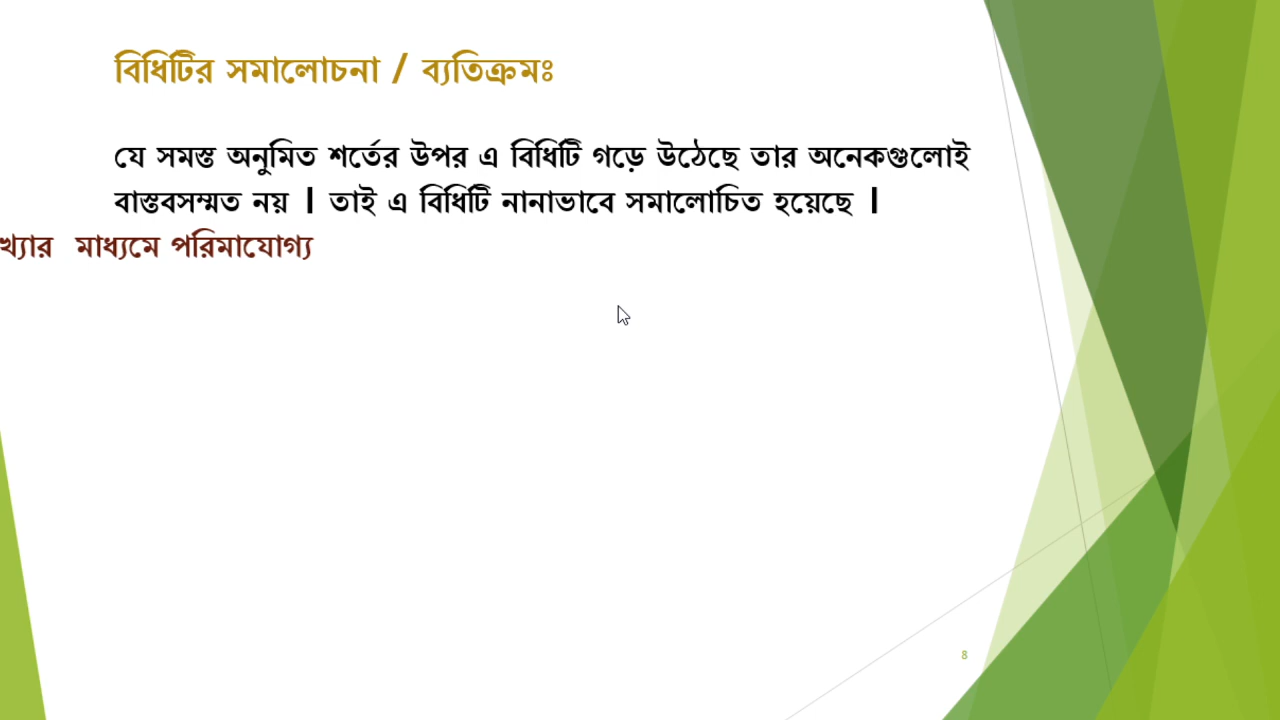 বিধিটির সমালোচনা / ব্যতিক্রমঃ
যে সমস্ত অনুমিত শর্তের উপর এ বিধিটি গড়ে উঠেছে তার অনেকগুলোই
বাস্তবসম্মত নয় । তাই এ বিধিটি নানাভাবে সমালোচিত হয়েছে ।
খ্যার মাধ্যমে পরিমাযোগ্য
8